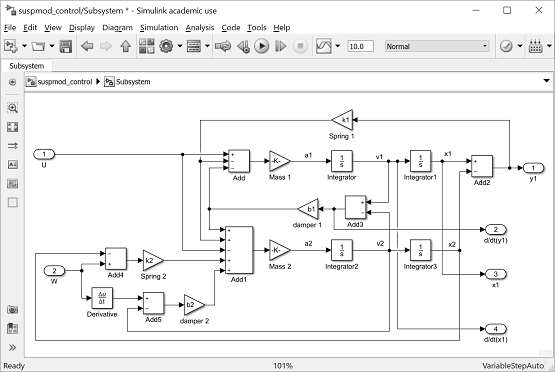 suspmod_control/Subsystem * - Simulink academic use
File Edit View Display Diagram Simulation Analysis Code Tools Help
10.0 Normal
Subsystem
suspmod_control Subsystem
k1
Spring 1
1
U
+
+
−
Add
-K-
Mass 1
a1
1
s
Integrator
v1
1
s
Integrator1
x1
+
−
Add2
1
y1
b1
damper 1
+
−
Add3
2
d/dt(y1)
+
+
−
+
+
Add1
-K-
Mass 2
a2
1
s
Integrator2
v2
1
s
Integrator3
x2
−
+
Add4
k2
Spring 2
2
W
3
x1
Δu
Δt
Derivative
+
−
Add5
b2
damper 2
4
d/dt(x1)
Ready 101% VariableStepAuto